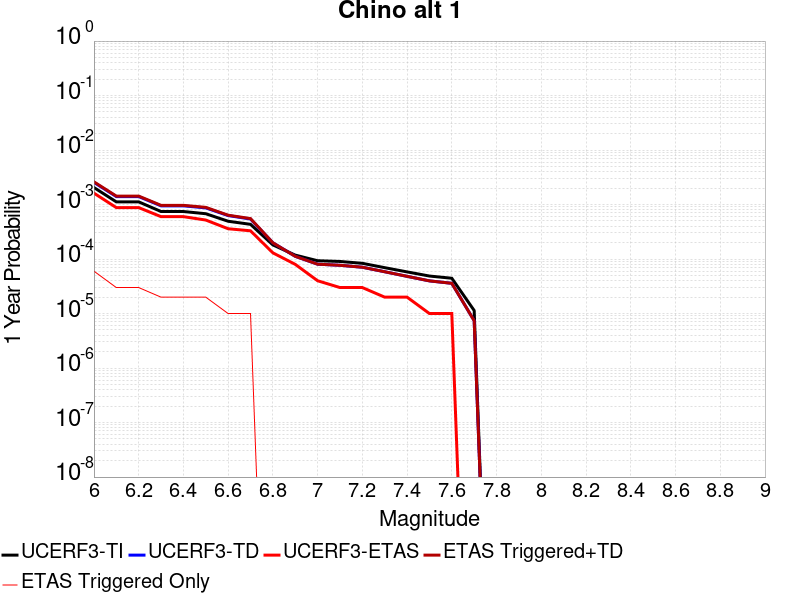 Chino alt 1
1 Year Probability
10^0
10^-1
10^-2
10^-3
10^-4
10^-5
10^-6
10^-7
10^-8
6 6.2 6.4 6.6 6.8 7 7.2 7.4 7.6 7.8 8 8.2 8.4 8.6 8.8 9
Magnitude
UCERF3-TI UCERF3-TD UCERF3-ETAS ETAS Triggered+TD
ETAS Triggered Only